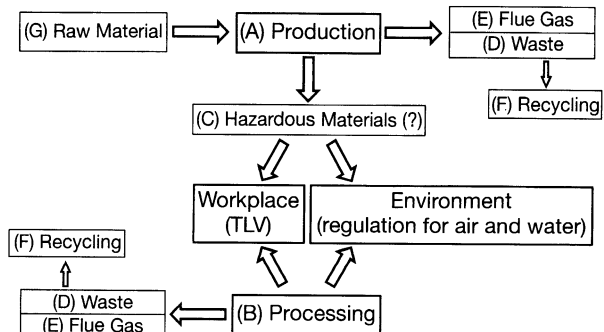 (G) Raw Material
(A) Production
(E) Flue Gas
(D) Waste
(F) Recycling
(C) Hazardous Materials (?)
Workplace
(TLV)
Environment
(regulation for air and water)
(F) Recycling
(D) Waste
(E) Flue Gas
(B) Processing